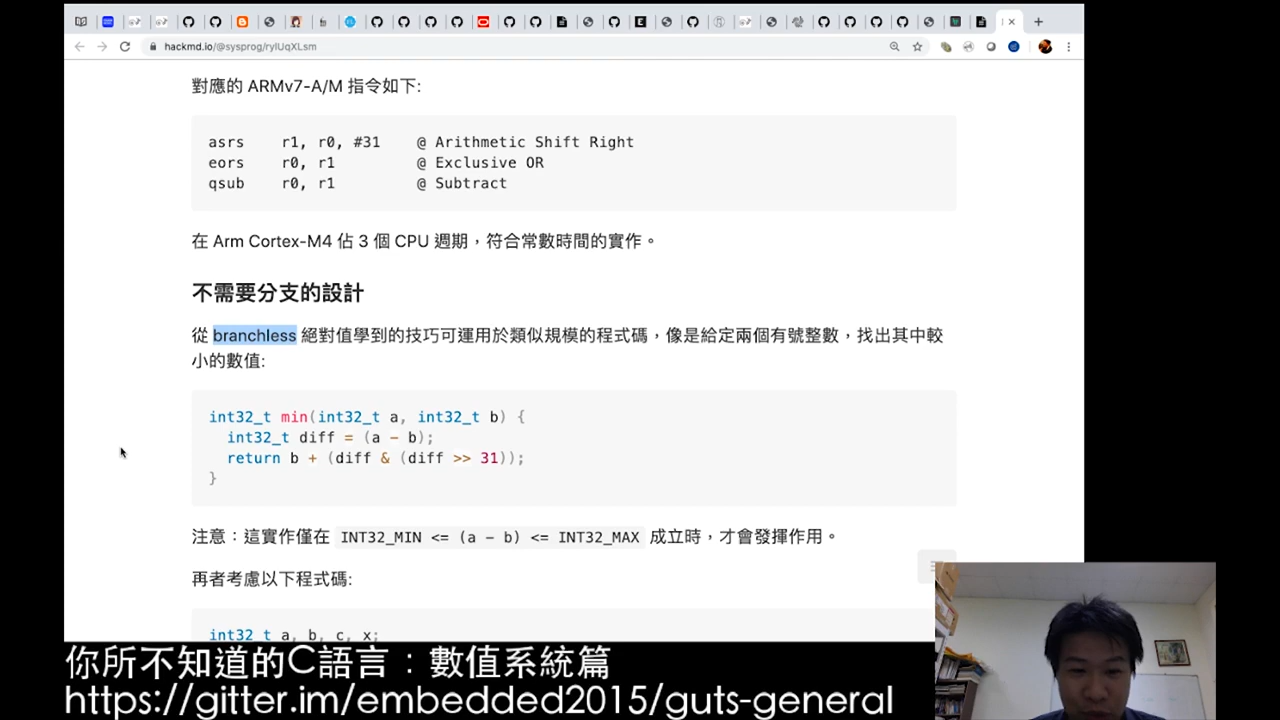 hackmd.io/@sysprog/rylUqXLsm
對應的 ARMv7-A/M 指令如下:
asrs r1, r0, #31 @ Arithmetic Shift Right
eors r0, r1 @ Exclusive OR
qsub r0, r1 @ Subtract
在 Arm Cortex-M4 佔 3 個 CPU 週期，符合常數時間的實作。
不需要分支的設計
從 branchless 絕對值學到的技巧可運用於類似規模的程式碼，像是給定兩個有號整數，找出其中較
小的數值:
int32_t min(int32_t a, int32_t b) {
int32_t diff = (a - b);
return b + (diff & (diff >> 31));
}
注意：這實作僅在 INT32_MIN <= (a - b) <= INT32_MAX 成立時，才會發揮作用。
再者考慮以下程式碼:
int32_t a, b, c, x;
你所不知道的C語言：數值系統篇
https://gitter.im/embedded2015/guts-general